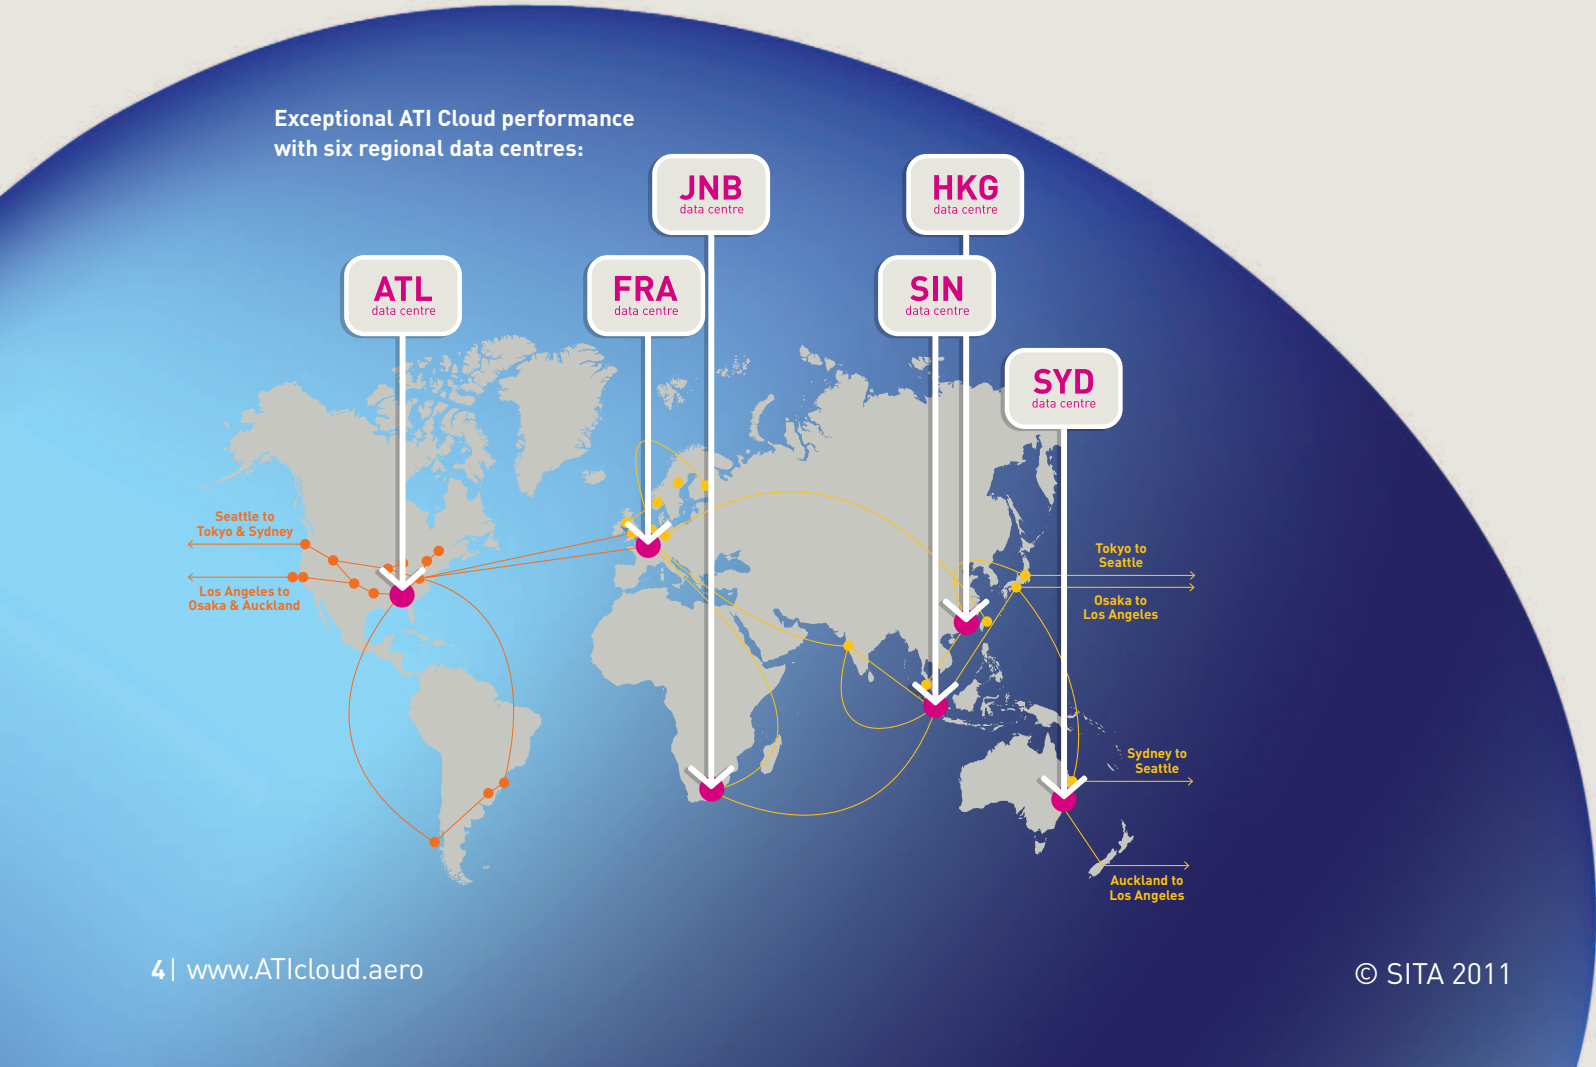 Exceptional ATI Cloud performance
with six regional data centres:
JNB
data centre
HKG
data centre
ATL
data centre
FRA
data centre
SIN
data centre
SYD
data centre
Seattle to
Tokyo & Sydney
Los Angeles to
Osaka & Auckland
Tokyo to
Seattle
Osaka to
Los Angeles
Sydney to
Seattle
Auckland to
Los Angeles
4| www.ATIcloud.aero
© SITA 2011